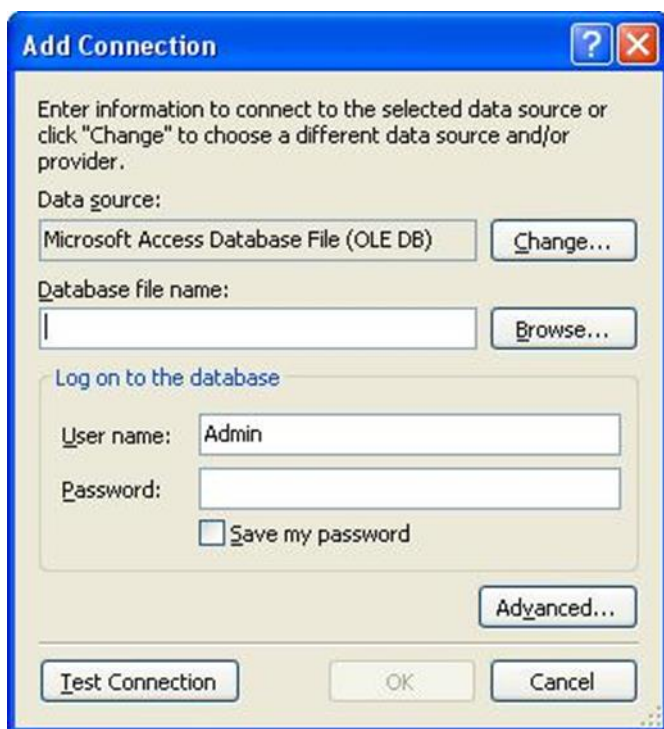 Add Connection
Enter information to connect to the selected data source or
click "Change" to choose a different data source and/or
provider.
Data source:
Microsoft Access Database File (OLE DB)
Change...
Database file name:
Browse...
Log on to the database
User name:
Admin
Password:
Save my password
Advanced...
Test Connection
OK
Cancel